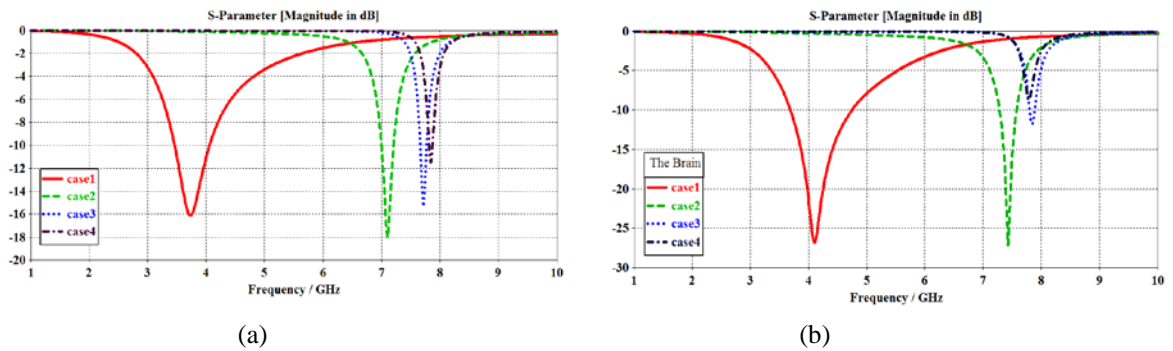 S-Parameter [Magnitude in dB]
0
-2
-4
-6
-8
-10
-12
-14
-16
-18
-20
case1
case2
case3
case4
1 2 3 4 5 6 7 8 9 10
Frequency / GHz
(a)
S-Parameter [Magnitude in dB]
0
-5
-10
-15
-20
-25
-30
The Brain
case1
case2
case3
case4
1 2 3 4 5 6 7 8 9 10
Frequency / GHz
(b)